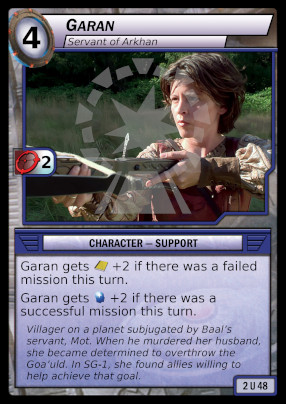 4
GARAN
Servant of Arkhan
2
CHARACTER – SUPPORT
Garan gets +2 if there was a failed
mission this turn.
Garan gets +2 if there was a
successful mission this turn.
Villager on a planet subjugated by Baal's
servant, Mot. When he murdered her husband,
she became determined to overthrow the
Goa'uld. In SG-1, she found allies willing to
help achieve that goal.
2 U 48